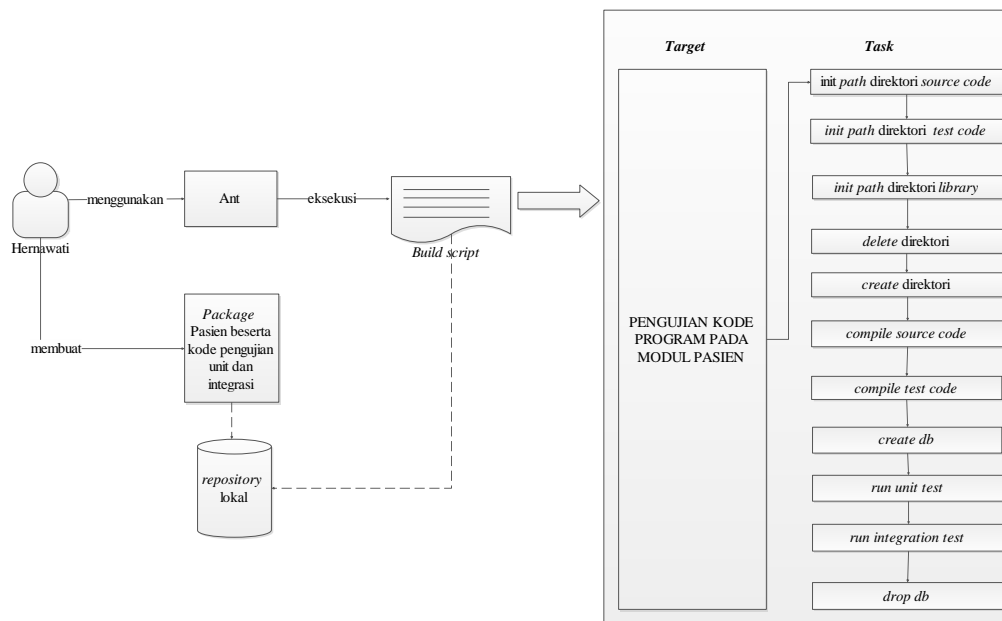 Hernawati
menggunakan
Ant
eksekusi
Build script
membuat
Package
Pasien beserta
kode pengujian
unit dan
integrasi
repository
lokal
Target
Task
PENGUJIAN KODE
PROGRAM PADA
MODUL PASIEN
init path direktori source code
init path direktori test code
init path direktori library
delete direktori
create direktori
compile source code
compile test code
create db
run unit test
run integration test
drop db